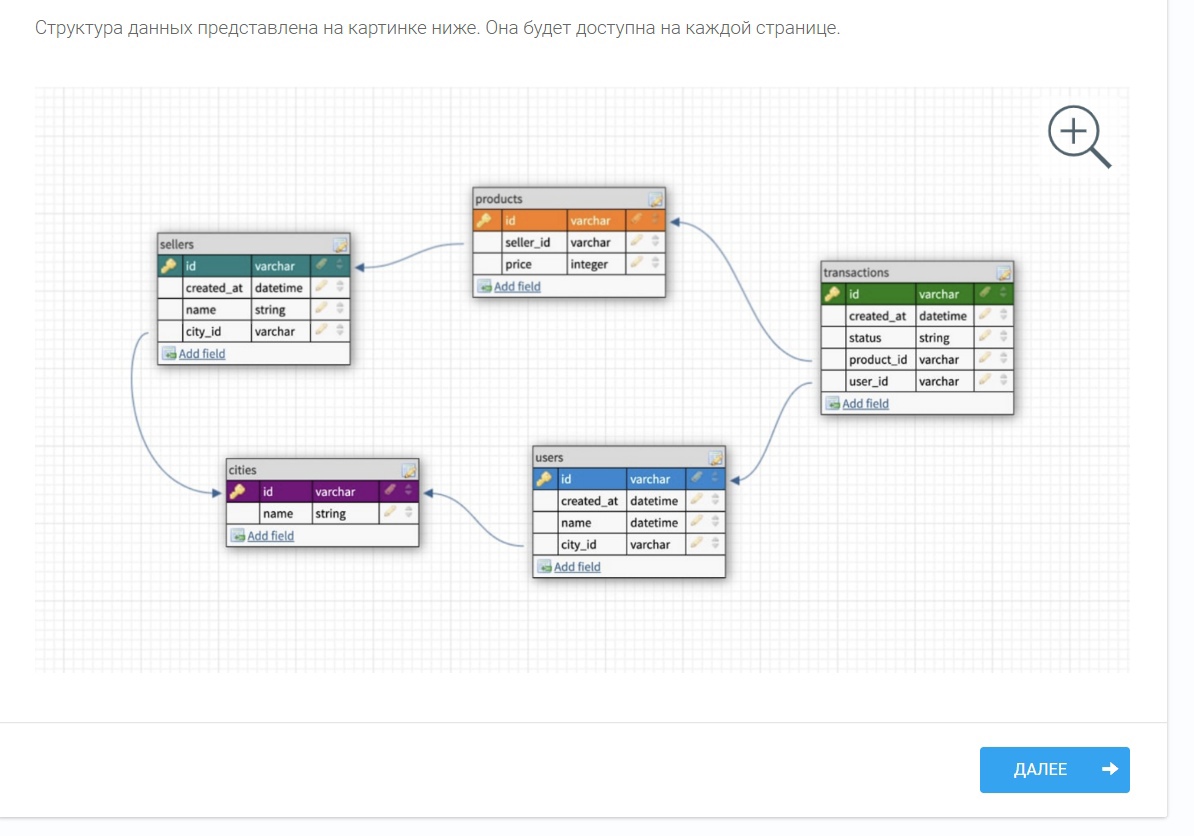 Структура данных представлена на картинке ниже. Она будет доступна на каждой странице.
products
id varchar
seller_id varchar
price integer
Add field
sellers
id varchar
created_at datetime
name string
city_id varchar
Add field
transactions
id varchar
created_at datetime
status string
product_id varchar
user_id varchar
Add field
cities
id varchar
name string
Add field
users
id varchar
created_at datetime
name datetime
city_id varchar
Add field
ДАЛЕЕ